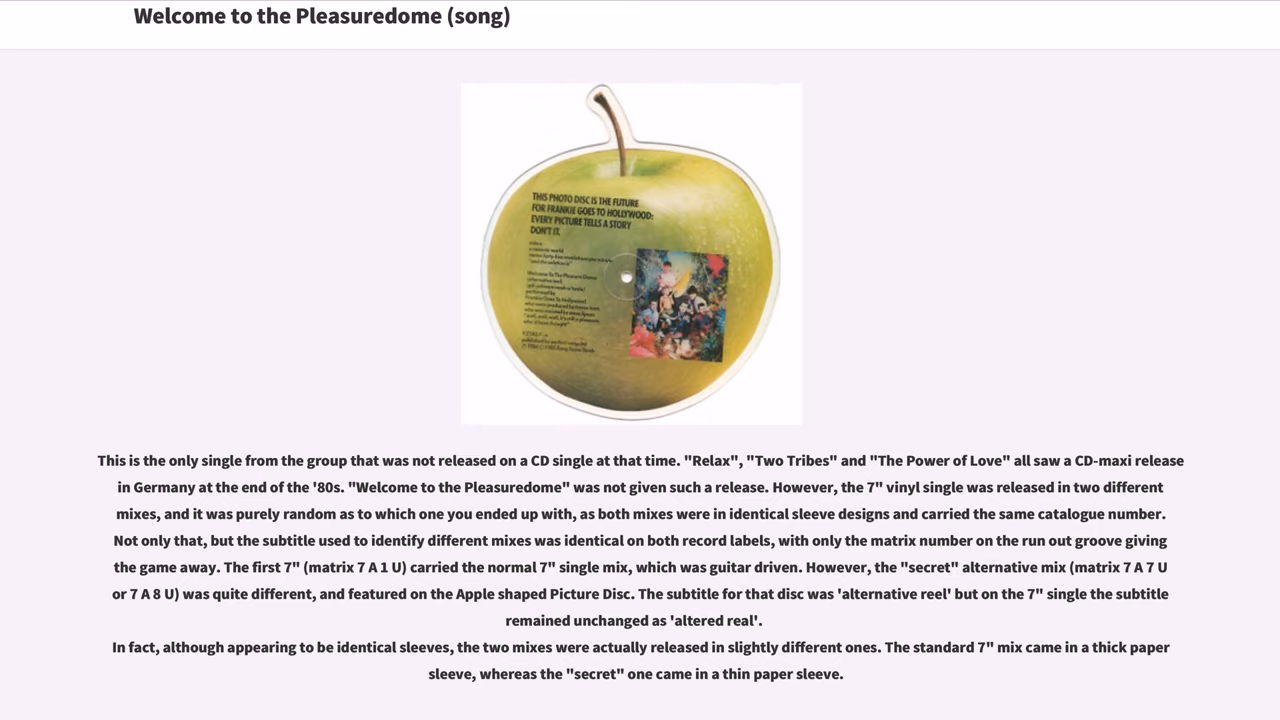 Welcome to the Pleasuredome (song)
THIS PHOTO DISC IS THE FUTURE
FOR FRANKIE GOES TO HOLLYWOOD:
EVERY PICTURE TELLS A STORY
DON'T IT.
Welcome To The Pleasure Dome
Frankie Goes To Hollywood
This is the only single from the group that was not released on a CD single at that time. "Relax", "Two Tribes" and "The Power of Love" all saw a CD-maxi release
in Germany at the end of the '80s. "Welcome to the Pleasuredome" was not given such a release. However, the 7" vinyl single was released in two different
mixes, and it was purely random as to which one you ended up with, as both mixes were in identical sleeve designs and carried the same catalogue number.
Not only that, but the subtitle used to identify different mixes was identical on both record labels, with only the matrix number on the run out groove giving
the game away. The first 7" (matrix 7 A 1 U) carried the normal 7" single mix, which was guitar driven. However, the "secret" alternative mix (matrix 7 A 7 U
or 7 A 8 U) was quite different, and featured on the Apple shaped Picture Disc. The subtitle for that disc was 'alternative reel' but on the 7" single the subtitle
remained unchanged as 'altered real'.
In fact, although appearing to be identical sleeves, the two mixes were actually released in slightly different ones. The standard 7" mix came in a thick paper
sleeve, whereas the "secret" one came in a thin paper sleeve.